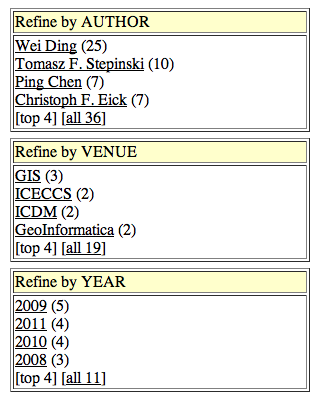 Refine by AUTHOR
Wei Ding (25)
Tomasz F. Stepinski (10)
Ping Chen (7)
Christoph F. Eick (7)
[top 4] [all 36]
Refine by VENUE
GIS (3)
ICECCS (2)
ICDM (2)
GeoInformatica (2)
[top 4] [all 19]
Refine by YEAR
2009 (5)
2011 (4)
2010 (4)
2008 (3)
[top 4] [all 11]